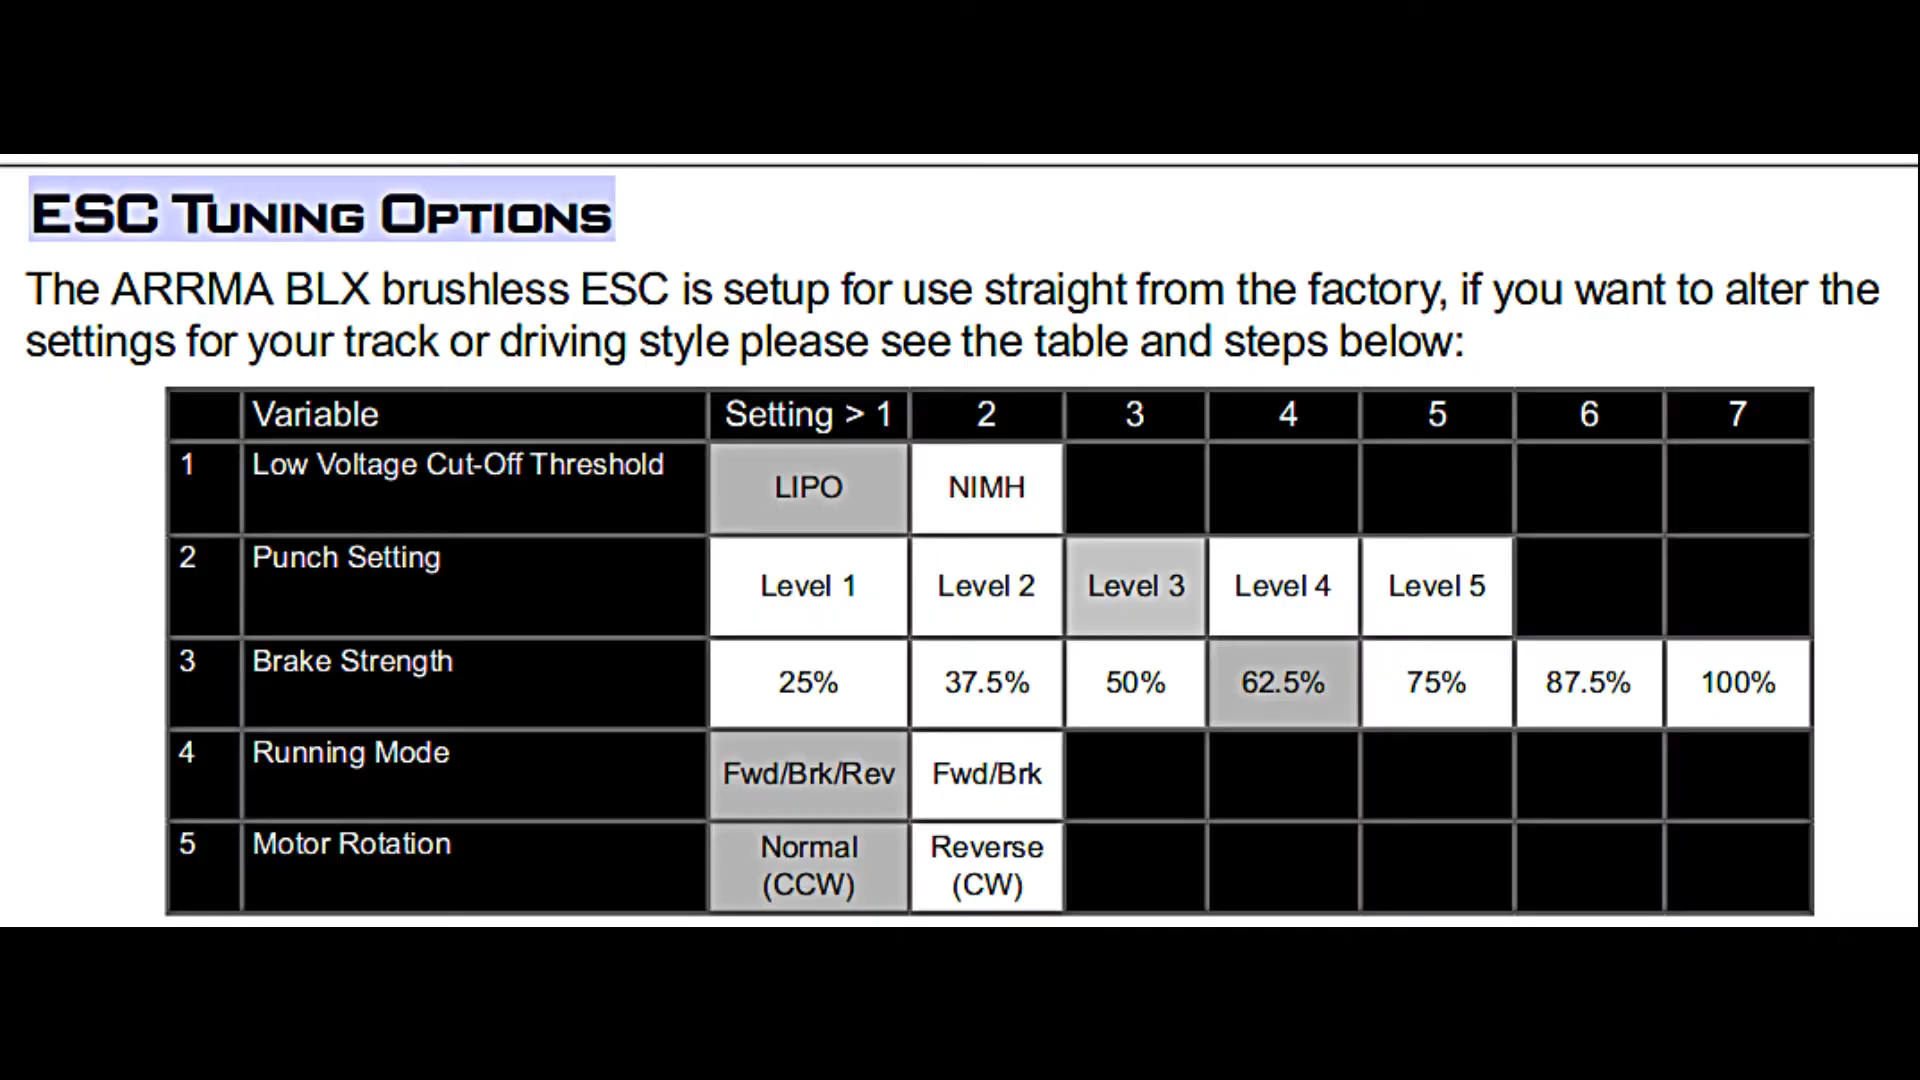 ESC Tuning Options
The ARRMA BLX brushless ESC is setup for use straight from the factory, if you want to alter the
settings for your track or driving style please see the table and steps below:
Variable Setting > 1 2 3 4 5 6 7
1 Low Voltage Cut-Off Threshold LIPO NIMH
2 Punch Setting Level 1 Level 2 Level 3 Level 4 Level 5
3 Brake Strength 25% 37.5% 50% 62.5% 75% 87.5% 100%
4 Running Mode Fwd/Brk/Rev Fwd/Brk
5 Motor Rotation Normal Reverse
(CCW) (CW)